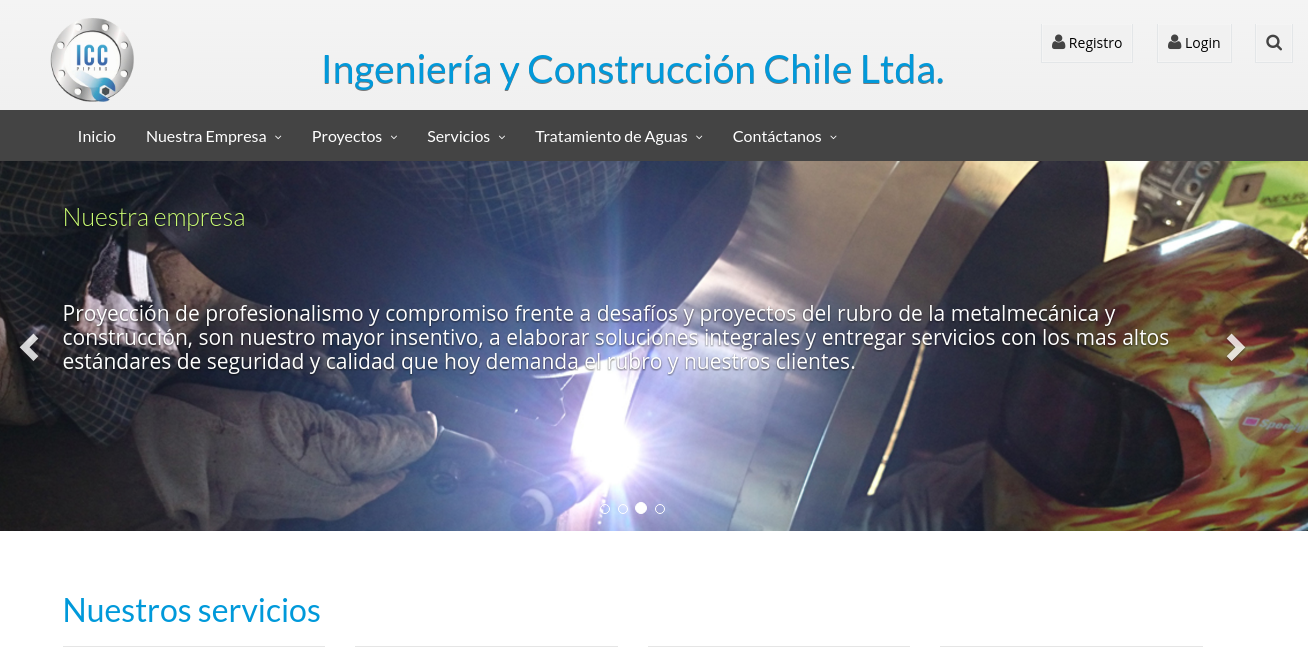 ICC
PIPING
Ingeniería y Construcción Chile Ltda.
Registro
Login
Inicio
Nuestra Empresa
Proyectos
Servicios
Tratamiento de Aguas
Contáctanos
Nuestra empresa
Proyección de profesionalismo y compromiso frente a desafíos y proyectos del rubro de la metalmecánica y
construcción, son nuestro mayor insentivo, a elaborar soluciones integrales y entregar servicios con los mas altos
estándares de seguridad y calidad que hoy demanda el rubro y nuestros clientes.
Nuestros servicios